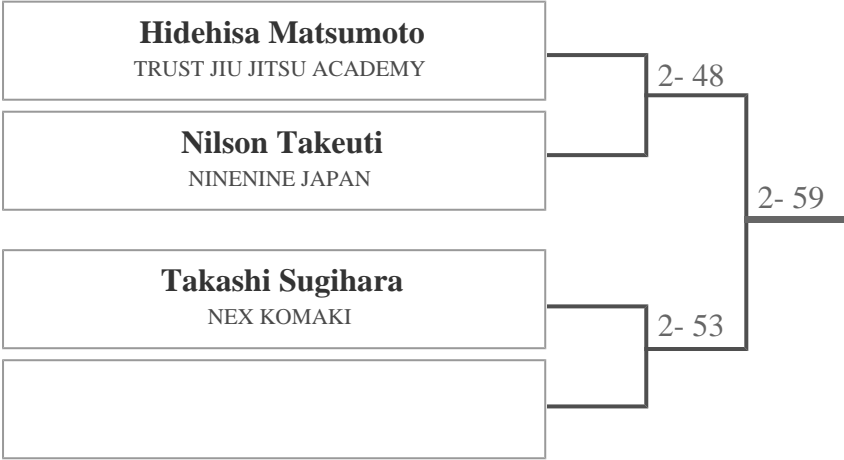 Hidehisa Matsumoto
TRUST JIU JITSU ACADEMY
2- 48
Nilson Takeuti
NINENINE JAPAN
2- 59
Takashi Sugihara
NEX KOMAKI
2- 53